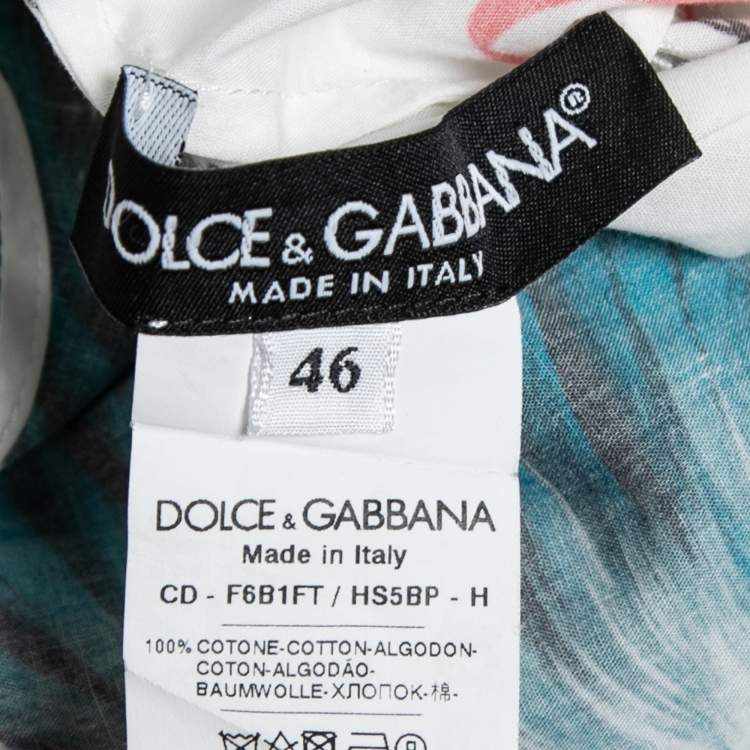 DOLCE & GABBANA®
MADE IN ITALY
46
DOLCE & GABBANA
Made in Italy
CD - F6B1FT / HS5BP - H
100% COTONE-COTTON-ALGODON-
COTON-ALGODÃO-
BAUMWOLLE-ХЛОПОК-棉-